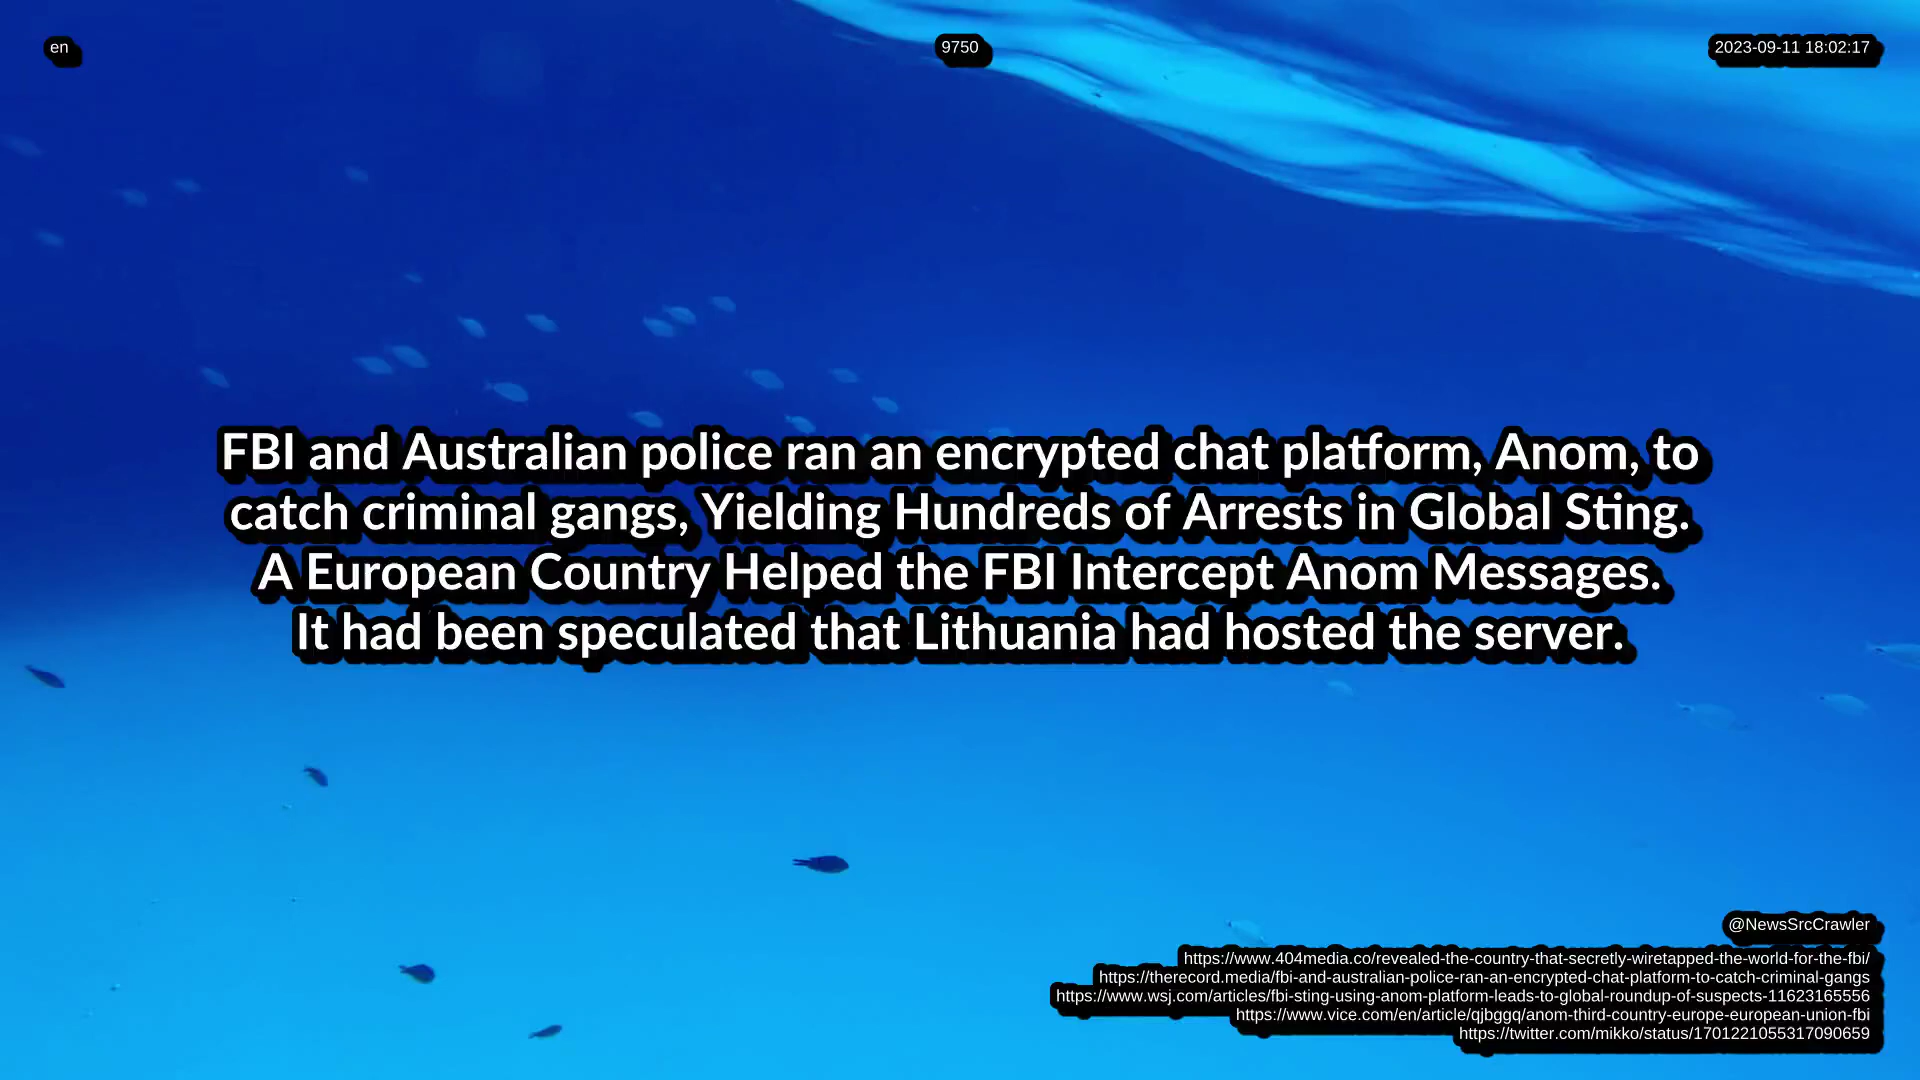 en
9750
2023-09-11 18:02:17
FBI and Australian police ran an encrypted chat platform, Anom, to
catch criminal gangs, Yielding Hundreds of Arrests in Global Sting.
A European Country Helped the FBI Intercept Anom Messages.
It had been speculated that Lithuania had hosted the server.
@NewsSrcCrawler
https://www.404media.co/revealed-the-country-that-secretly-wiretapped-the-world-for-the-fbi/
https://therecord.media/fbi-and-australian-police-ran-an-encrypted-chat-platform-to-catch-criminal-gangs
https://www.wsj.com/articles/fbi-sting-using-anom-platform-leads-to-global-roundup-of-suspects-11623165556
https://www.vice.com/en/article/qjbggq/anom-third-country-europe-european-union-fbi
https://twitter.com/mikko/status/1701221055317090659